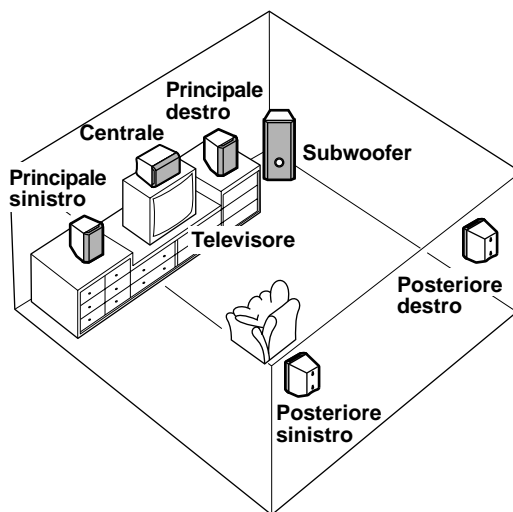 Principale
destro
Centrale
Subwoofer
Principale
sinistro
Televisore
Posteriore
destro
Posteriore
sinistro